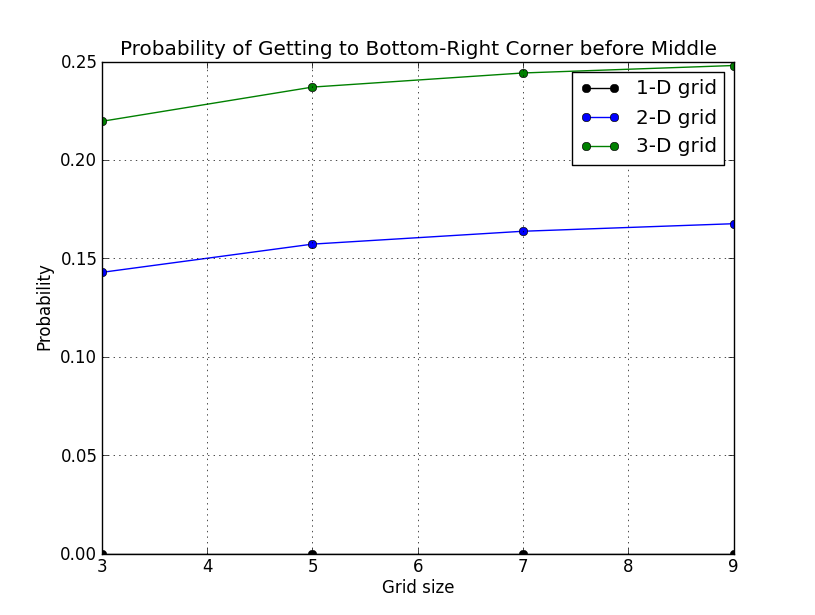 Probability of Getting to Bottom-Right Corner before Middle
0.25
1-D grid
2-D grid
3-D grid
0.20
0.15
Probability
0.10
0.05
0.00
3 4 5 6 7 8 9
Grid size